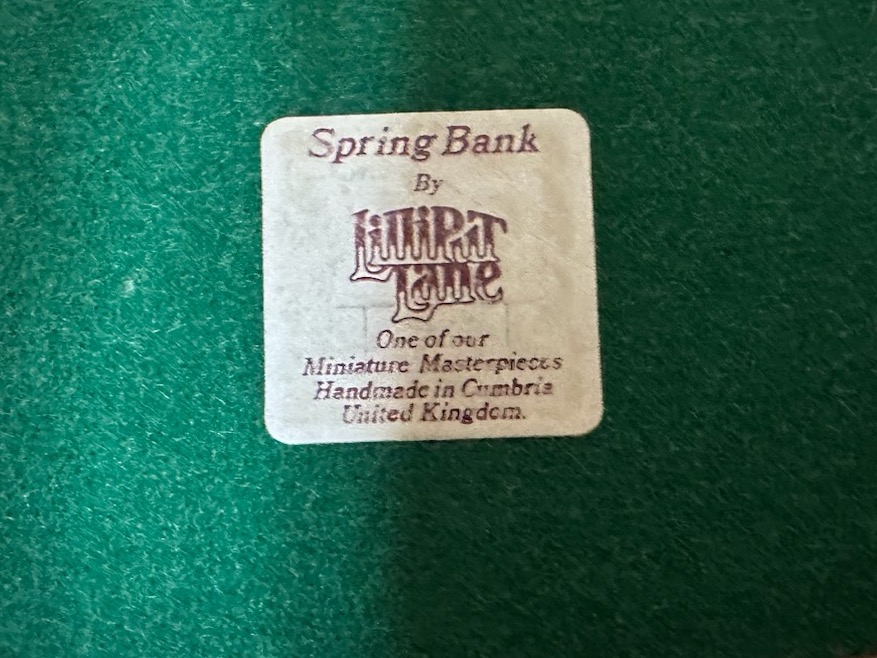 Spring Bank
By
Lilliput
Lane
One of our
Miniature Masterpieces
Handmade in Cumbria
United Kingdom.